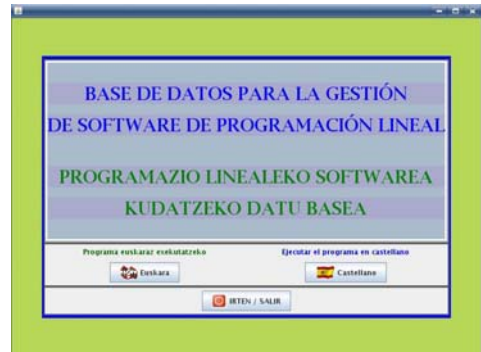 BASE DE DATOS PARA LA GESTIÓN
DE SOFTWARE DE PROGRAMACIÓN LINEAL
PROGRAMAZIO LINEALEKO SOFTWAREA
KUDATZEKO DATU BASEA
Programa euskaraz exekutatzeko
Ejecutar el programa en castellano
Euskara
Castellano
IRTEN / SALIR